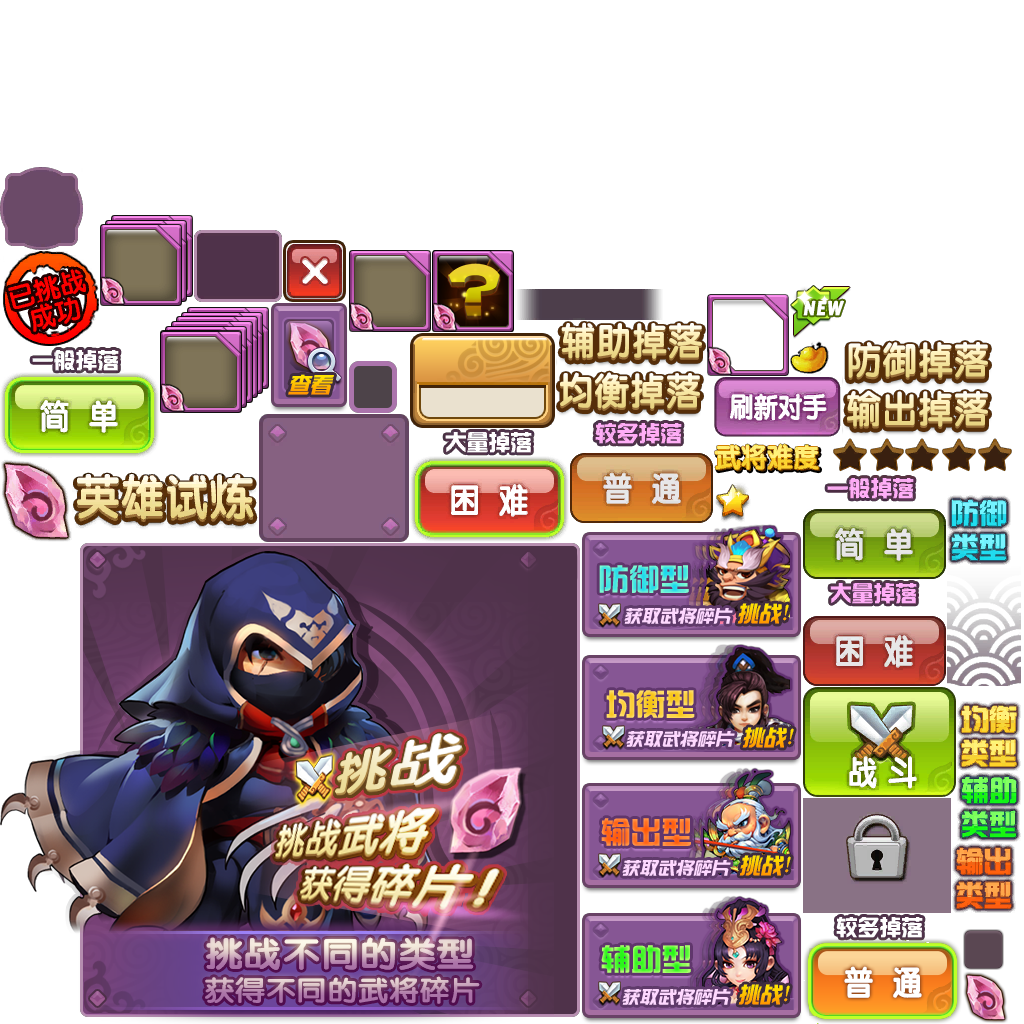 已挑战
成功
一般掉落
简单
查看
NEW
辅助掉落
均衡掉落
较多掉落
防御掉落
输出掉落
刷新对手
武将难度
大量掉落
困难
普通
英雄试炼
一般掉落
简单
防御
类型
大量掉落
困难
战斗
均衡
类型
辅助
类型
输出
类型
较多掉落
普通
防御型
获取武将碎片 挑战!
均衡型
获取武将碎片 挑战!
输出型
获取武将碎片 挑战!
辅助型
获取武将碎片 挑战!
挑战
挑战武将
获得碎片!
挑战不同的类型
获得不同的武将碎片